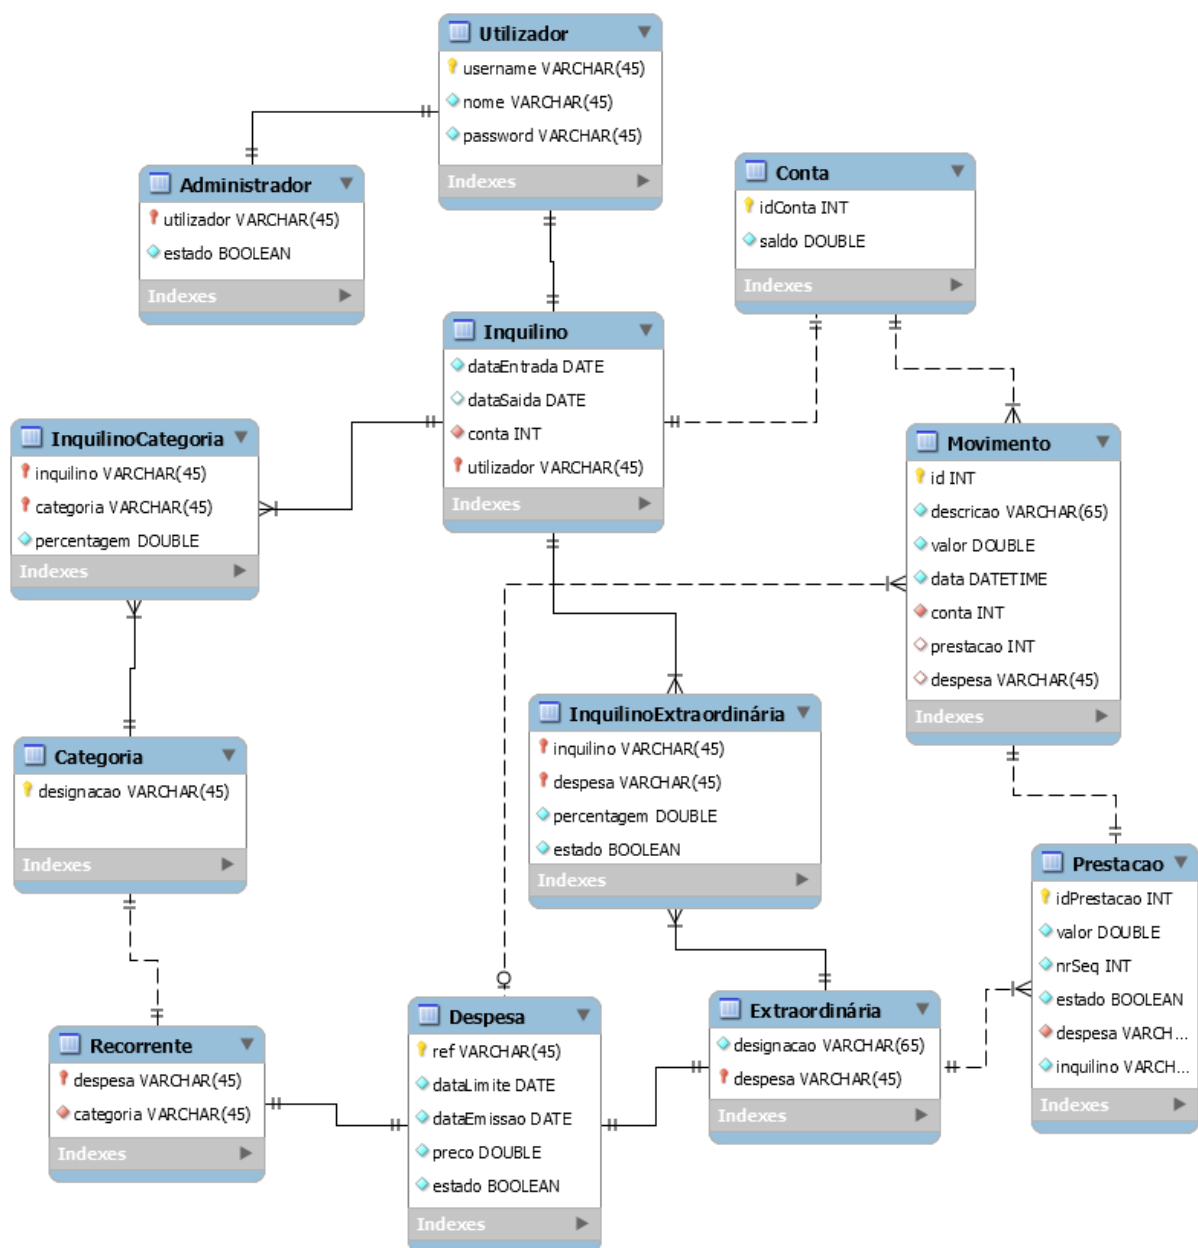 Utilizador
username VARCHAR(45)
nome VARCHAR(45)
password VARCHAR(45)
Indexes
Administrador
utilizador VARCHAR(45)
estado BOOLEAN
Indexes
Conta
idConta INT
saldo DOUBLE
Indexes
Inquilino
dataEntrada DATE
dataSaida DATE
conta INT
utilizador VARCHAR(45)
Indexes
InquilinoCategoria
inquilino VARCHAR(45)
categoria VARCHAR(45)
percentagem DOUBLE
Indexes
Movimento
id INT
descricao VARCHAR(65)
valor DOUBLE
data DATETIME
conta INT
prestacao INT
despesa VARCHAR(45)
Indexes
InquilinoExtraordinária
inquilino VARCHAR(45)
despesa VARCHAR(45)
percentagem DOUBLE
estado BOOLEAN
Indexes
Categoria
designacao VARCHAR(45)
Indexes
Prestacao
idPrestacao INT
valor DOUBLE
nrSeq INT
estado BOOLEAN
despesa VARCH...
inquilino VARCH...
Indexes
Recorrente
despesa VARCHAR(45)
categoria VARCHAR(45)
Indexes
Despesa
ref VARCHAR(45)
dataLimite DATE
dataEmissao DATE
preco DOUBLE
estado BOOLEAN
Indexes
Extraordinária
designacao VARCHAR(65)
despesa VARCHAR(45)
Indexes